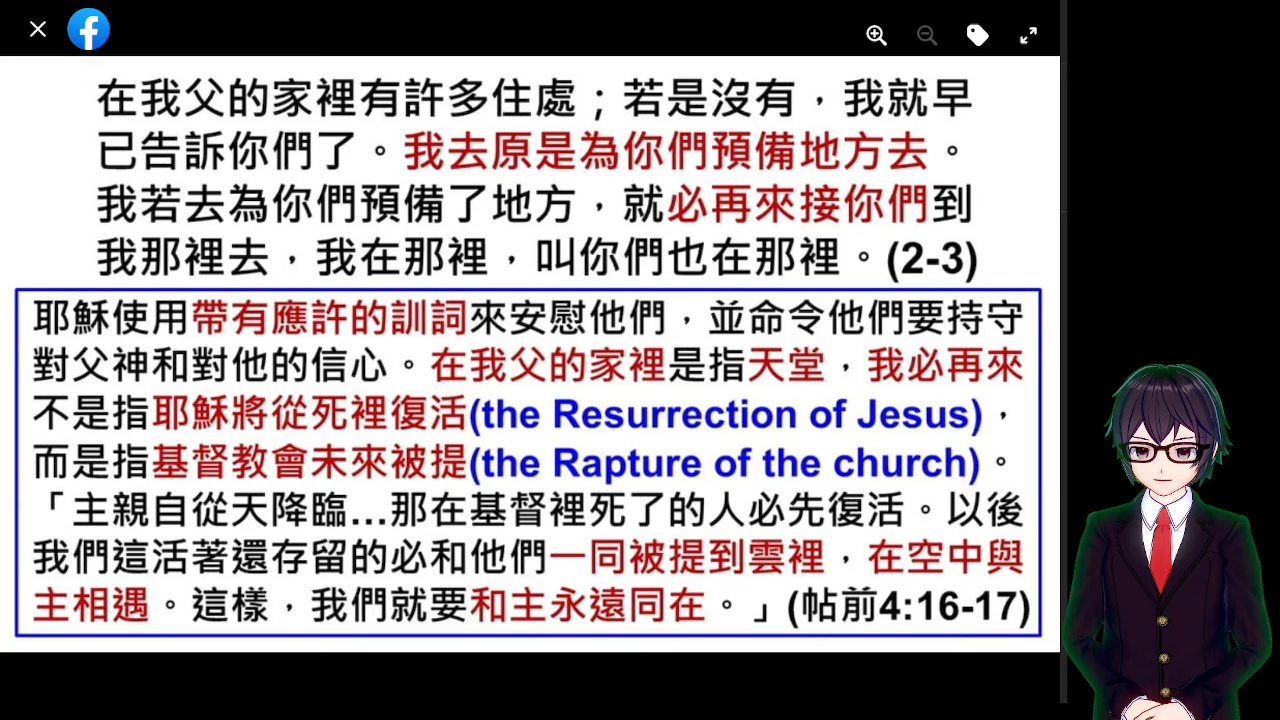 在我父的家裡有許多住處；若是沒有，我就早
已告訴你們了。我去原是為你們預備地方去。
我若去為你們預備了地方，就必再來接你們到
我那裡去，我在那裡，叫你們也在那裡。(2-3)
耶穌使用帶有應許的訓詞來安慰他們，並命令他們要持守
對父神和對他的信心。在我父的家裡是指天堂，我必再來
不是指耶穌將從死裡復活(the Resurrection of Jesus)，
而是指基督教會未來被提(the Rapture of the church)。
「主親自從天降臨...那在基督裡死了的人必先復活。以後
我們這活著還存留的必和他們一同被提到雲裡，在空中與
主相遇。這樣，我們就要和主永遠同在。」(帖前4:16-17)